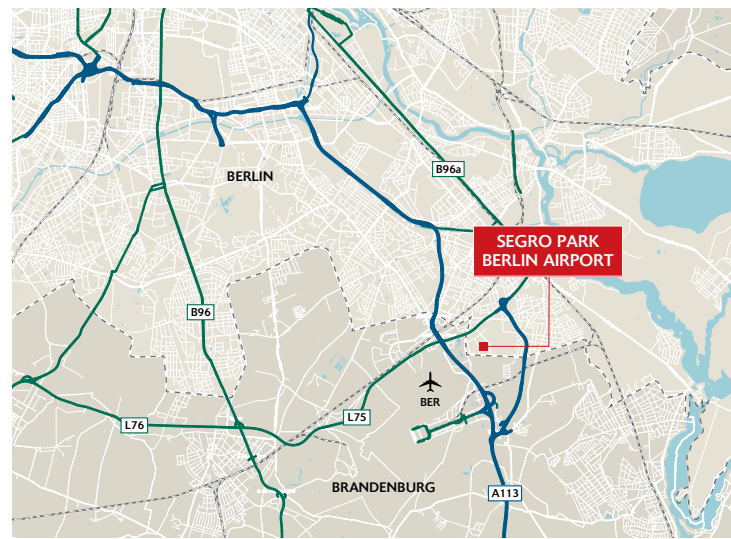 B96a
BERLIN
SEGRO PARK
BERLIN AIRPORT
B96
BER
L75
L76
BRANDENBURG
A113